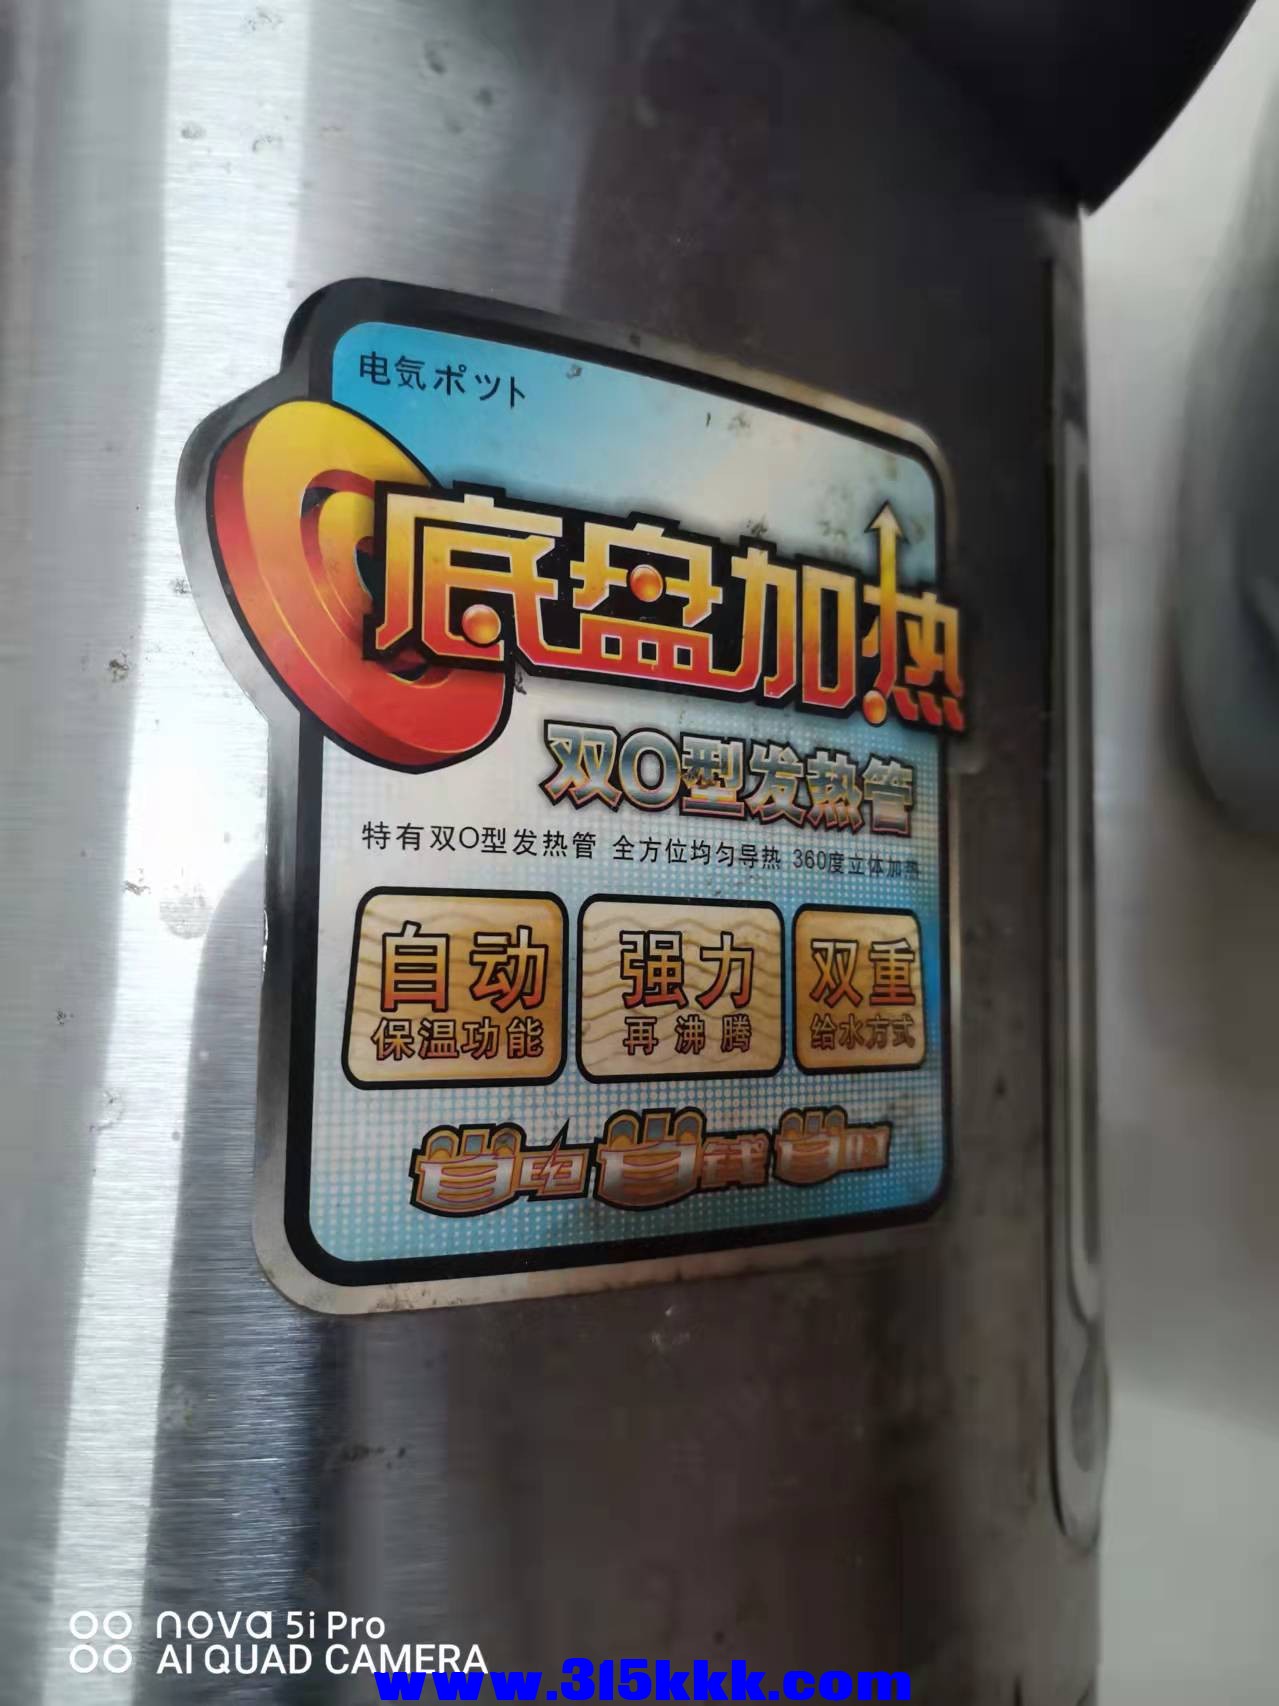 电気ポット
底盘加热
双O型发热管
特有双O型发热管 全方位均匀导热 360度立体加热
自动 强力 双重
保温功能 再沸腾 给水方式
省电 省钱 省时
nova 5i Pro
AI QUAD CAMERA
www.315kkk.com